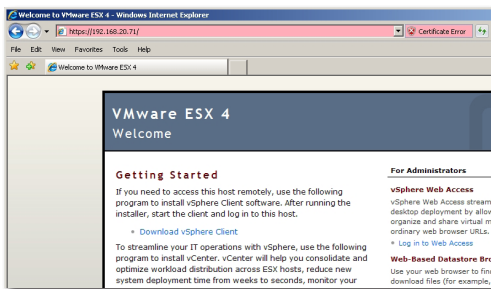 Welcome to VMware ESX 4 - Windows Internet Explorer
https://192.168.20.71/
Certificate Error
File Edit View Favorites Tools Help
Welcome to VMware ESX 4
VMware ESX 4
Welcome
Getting Started
If you need to access this host remotely, use the following
program to install vSphere Client software. After running the
installer, start the client and log in to this host.
Download vSphere Client
To streamline your IT operations with vSphere, use the following
program to install vCenter. vCenter will help you consolidate and
optimize workload distribution across ESX hosts, reduce new
system deployment time from weeks to seconds, monitor your
For Administrators
vSphere Web Access
vSphere Web Access stream
desktop deployment by allow
organize and share virtual m
ordinary web browser URLs.
Log in to Web Access
Web-Based Datastore Bro
Use your web browser to fin
download files (for example,